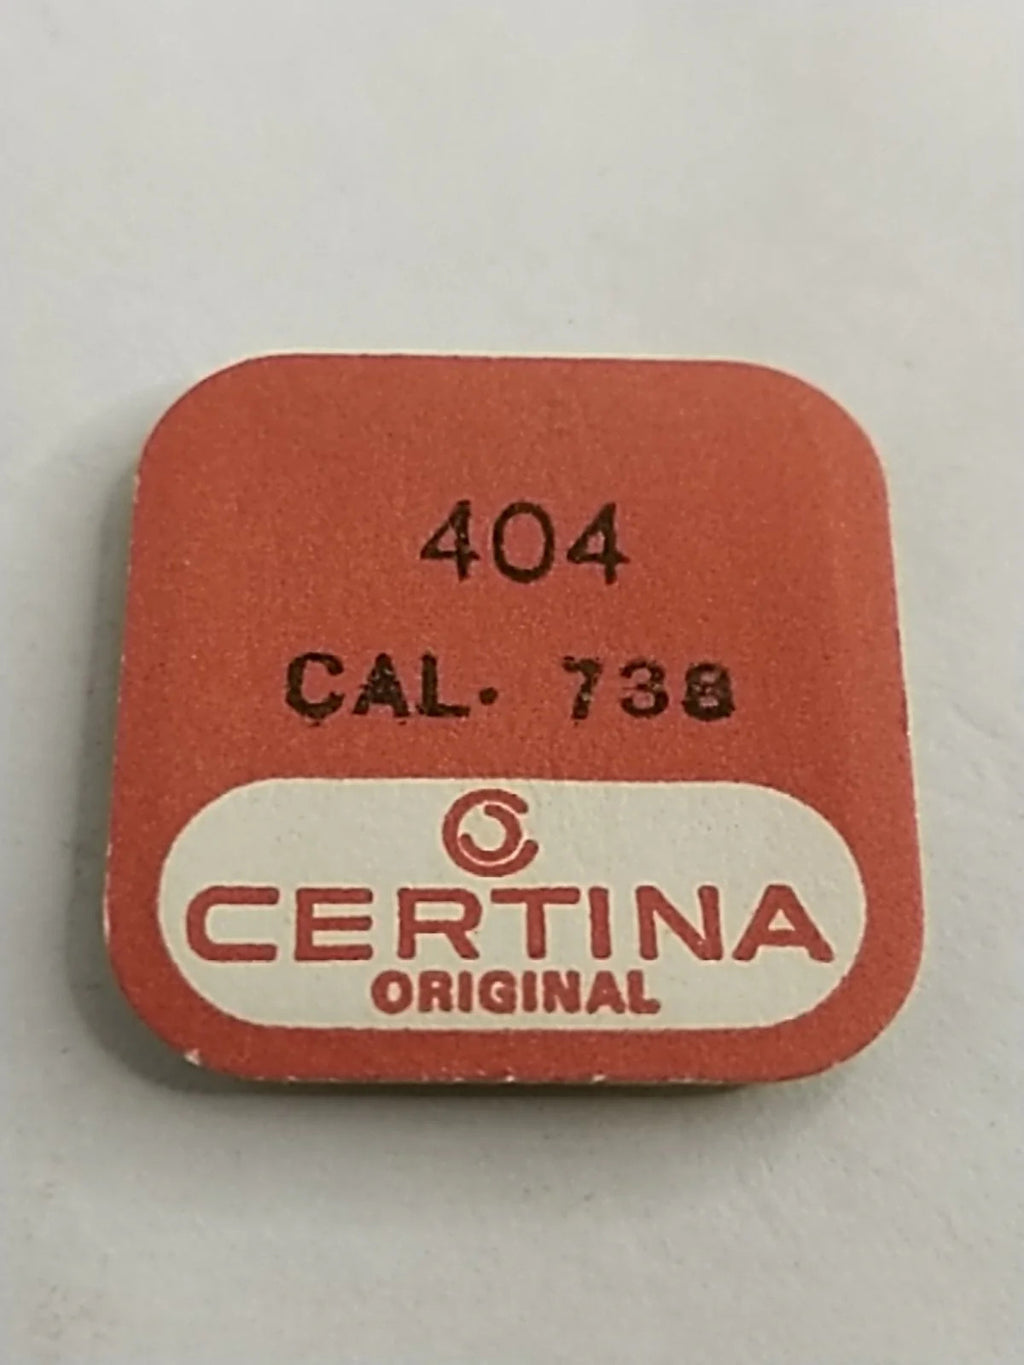 404
CAL. 738
CERTINA
ORIGINAL